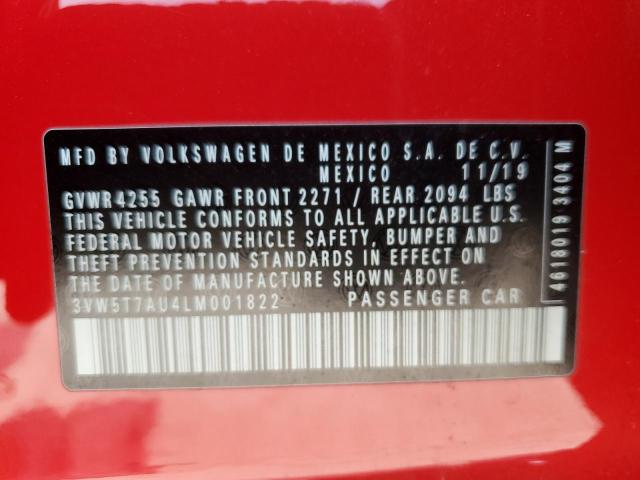 MFD BY VOLKSWAGEN DE MEXICO S.A. DE C.V.
MEXICO 11/19
GVWR 4255 GAWR FRONT 2271 / REAR 2094 LBS
THIS VEHICLE CONFORMS TO ALL APPLICABLE U.S.
FEDERAL MOTOR VEHICLE SAFETY, BUMPER AND
THEFT PREVENTION STANDARDS IN EFFECT ON
THE DATE OF MANUFACTURE SHOWN ABOVE.
3VW5T7AU4LM001822 PASSENGER CAR
4618019 3404 M